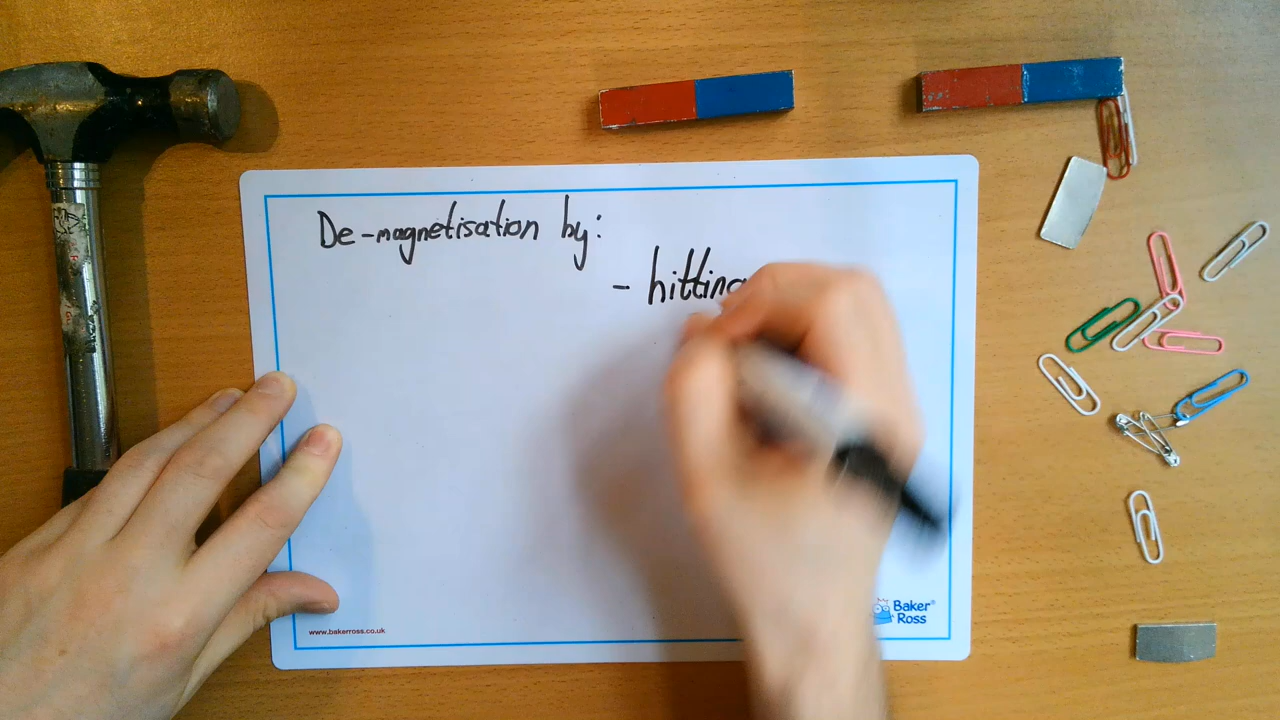 De-magnetisation by:
- hitting
www.bakerross.co.uk
Baker®
Ross